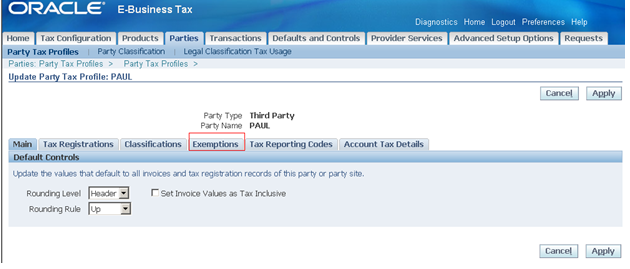 ORACLE E-Business Tax
Diagnostics Home Logout Preferences Help
Home Tax Configuration Products Parties Transactions Defaults and Controls Provider Services Advanced Setup Options Requests
Party Tax Profiles | Party Classification | Legal Classification Tax Usage
Parties: Party Tax Profiles > Party Tax Profiles >
Update Party Tax Profile: PAUL
Cancel Apply
Party Type Third Party
Party Name PAUL
Main Tax Registrations Classifications Exemptions Tax Reporting Codes Account Tax Details
Default Controls
Update the values that default to all invoices and tax registration records of this party or party site.
Rounding Level Header Set Invoice Values as Tax Inclusive
Rounding Rule Up
Cancel Apply